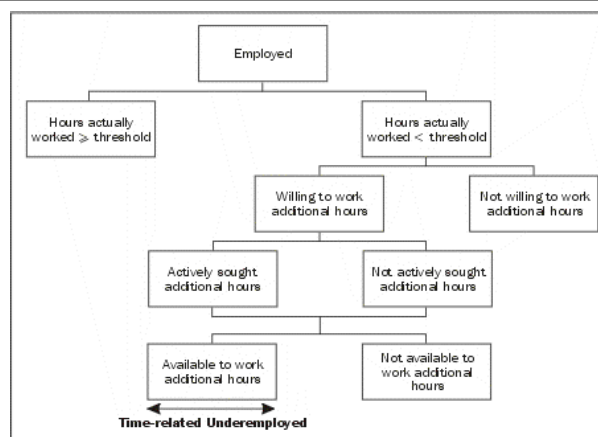 Employed
Hours actually
worked ⩾ threshold
Hours actually
worked < threshold
Willing to work
additional hours
Not willing to work
additional hours
Actively sought
additional hours
Not actively sought
additional hours
Available to work
additional hours
Not available to
work additional
hours
Time-related Underemployed